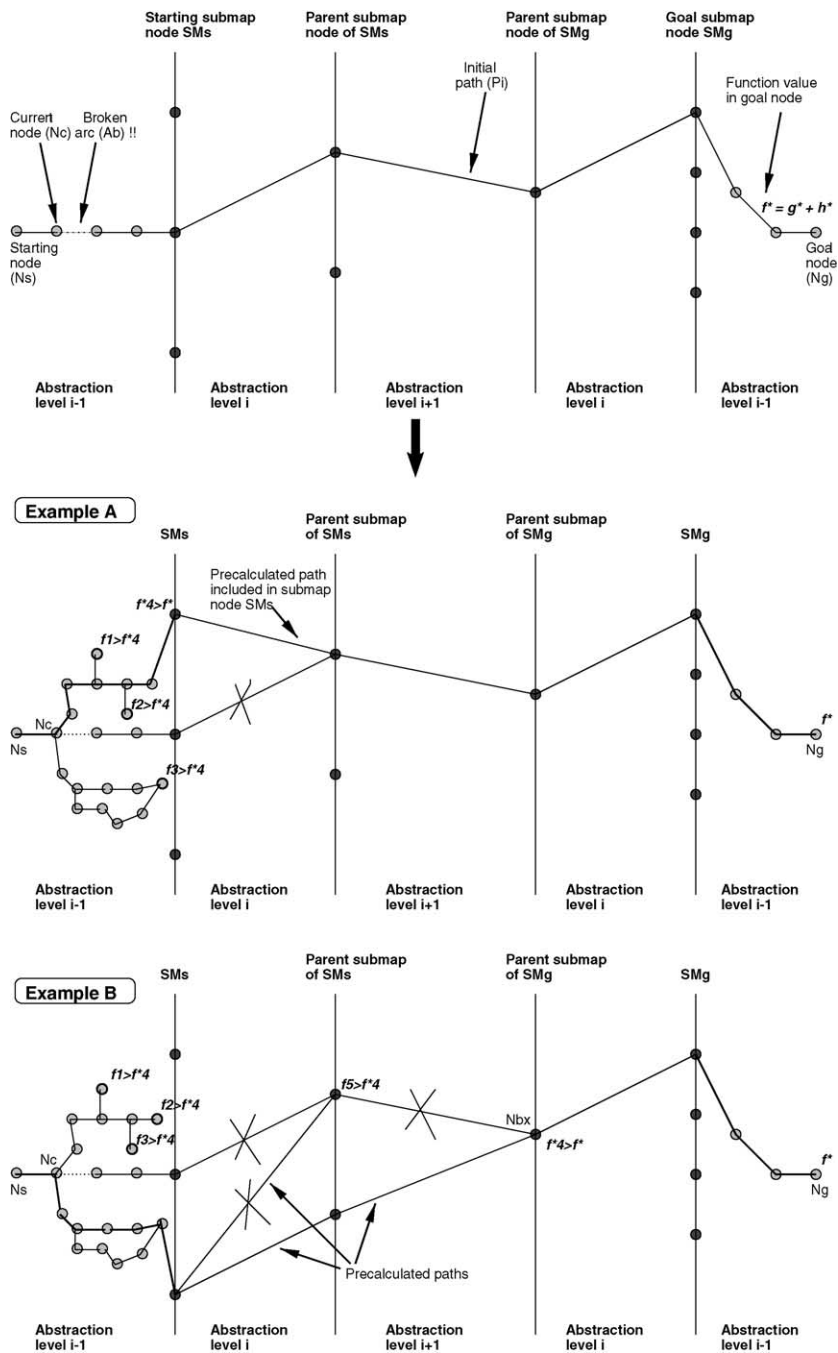 Starting submap
node SMs
Parent submap
node of SMs
Parent submap
node of SMg
Goal submap
node SMg
Current
node (Nc)
Broken
arc (Ab) !!
Initial
path (Pi)
Function value
in goal node
f* = g* + h*
Starting
node
(Ns)
Goal
node
(Ng)
Abstraction
level i-1
Abstraction
level i
Abstraction
level i+1
Abstraction
level i
Abstraction
level i-1
Example A
SMs
Parent submap
of SMs
Parent submap
of SMg
SMg
Precalculated path
included in submap
node SMs
f*4>f*
f1>f*4
f2>f*4
Nc
Ns
f3>f*4
f*
Ng
Abstraction
level i-1
Abstraction
level i
Abstraction
level i+1
Abstraction
level i
Abstraction
level i-1
Example B
SMs
Parent submap
of SMs
Parent submap
of SMg
SMg
f1>f*4
f2>f*4
f3>f*4
f5>f*4
Nbx
f*4>f*
Nc
Ns
f*
Ng
Precalculated paths
Abstraction
level i-1
Abstraction
level i
Abstraction
level i+1
Abstraction
level i
Abstraction
level i-1